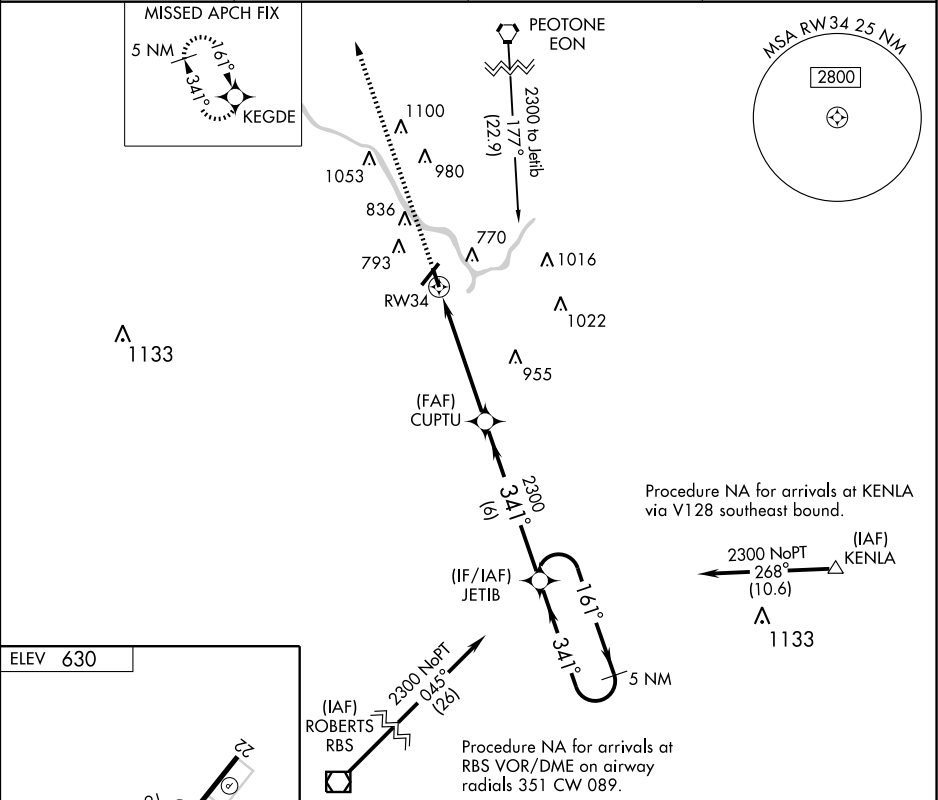 MISSED APCH FIX
5 NM
161°
341°
KEGDE
PEOTONE
EON
2300 to Jetib
177°
(22.9)
MSA RW34 25 NM
2800
1100
1053
980
836
793
770
1016
RW34
1022
1133
955
(FAF)
CUPTU
2300
341°
(6)
Procedure NA for arrivals at KENLA
via V128 southeast bound.
(IAF)
KENLA
2300 NoPT
268°
(10.6)
1133
(IF/IAF)
JETIB
161°
341°
5 NM
ELEV 630
2300 NoPT
045°
(26)
(IAF)
ROBERTS
RBS
Procedure NA for arrivals at
RBS VOR/DME on airway
radials 351 CW 089.
22
P